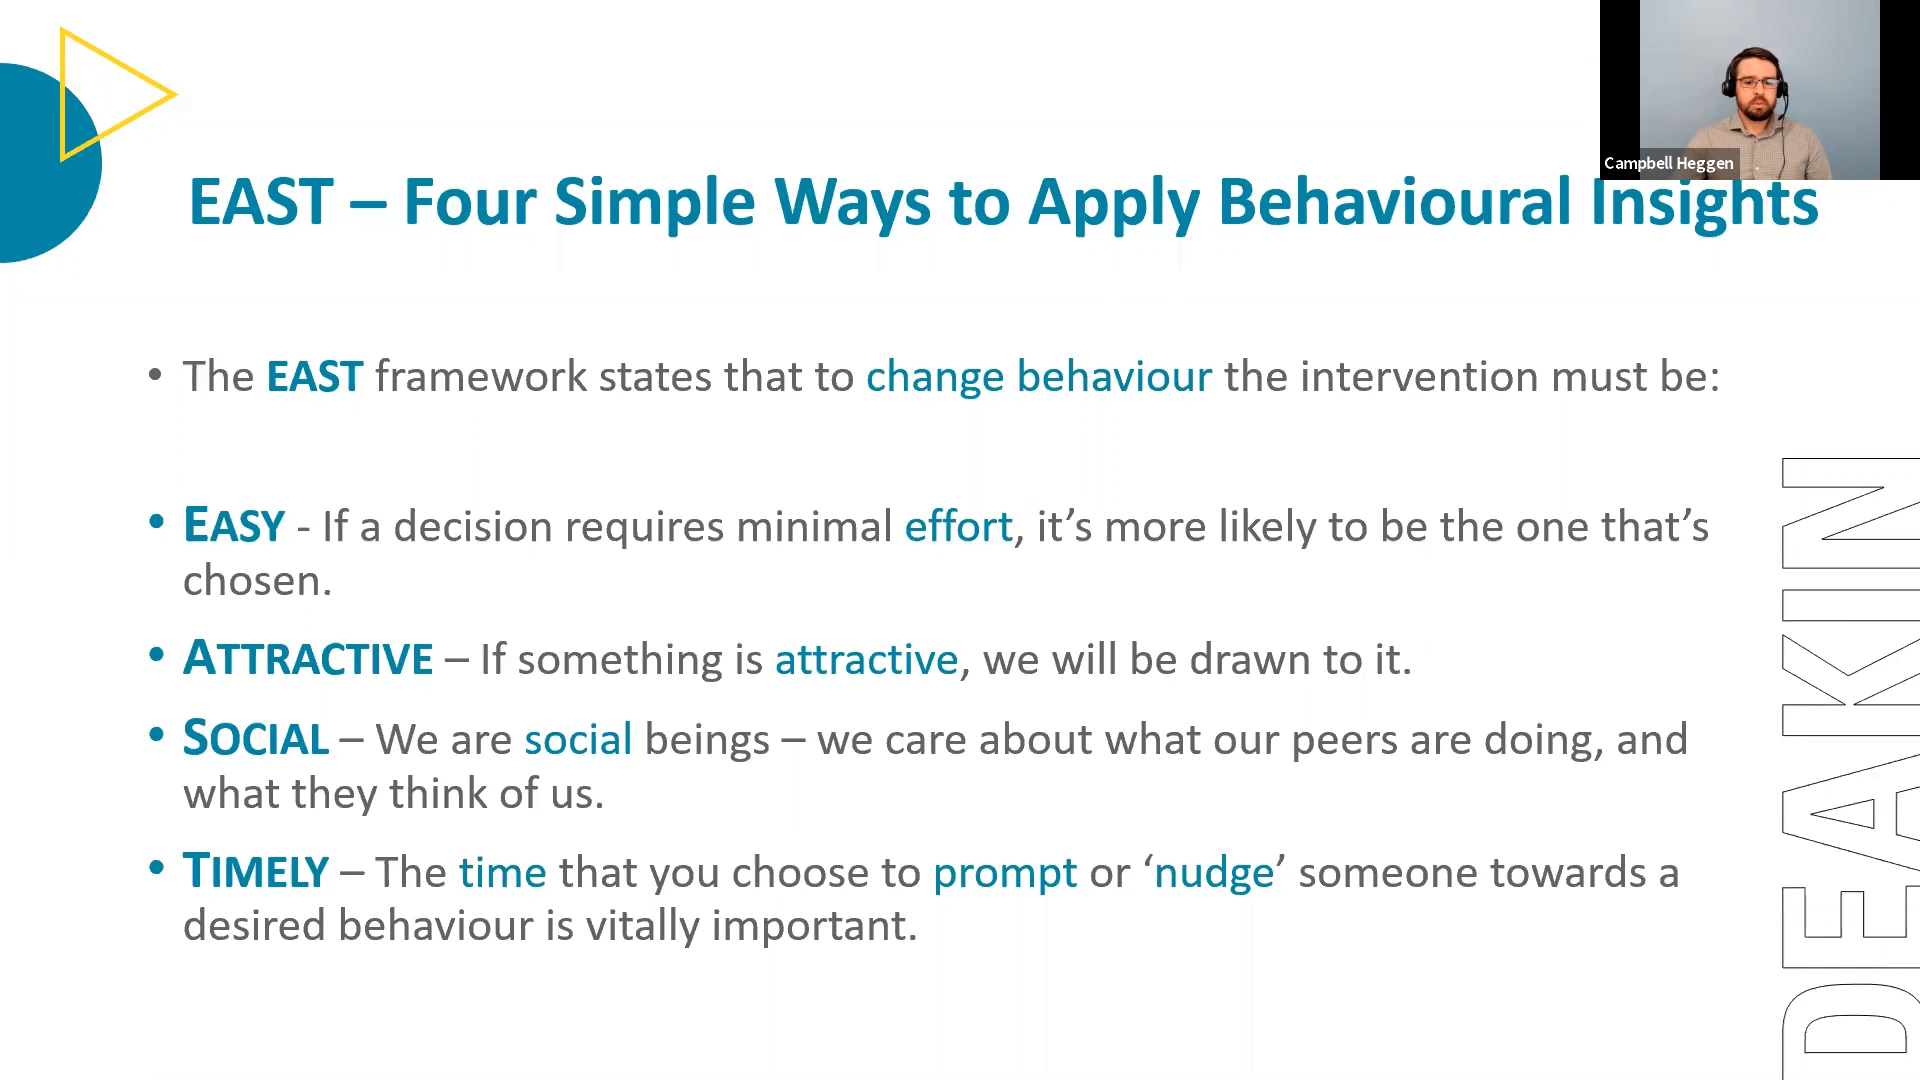 Campbell Heggen
EAST – Four Simple Ways to Apply Behavioural Insights
• The EAST framework states that to change behaviour the intervention must be:
• EASY - If a decision requires minimal effort, it’s more likely to be the one that’s
chosen.
• ATTRACTIVE – If something is attractive, we will be drawn to it.
• SOCIAL – We are social beings – we care about what our peers are doing, and
what they think of us.
• TIMELY – The time that you choose to prompt or ‘nudge’ someone towards a
desired behaviour is vitally important.
DEAKIN